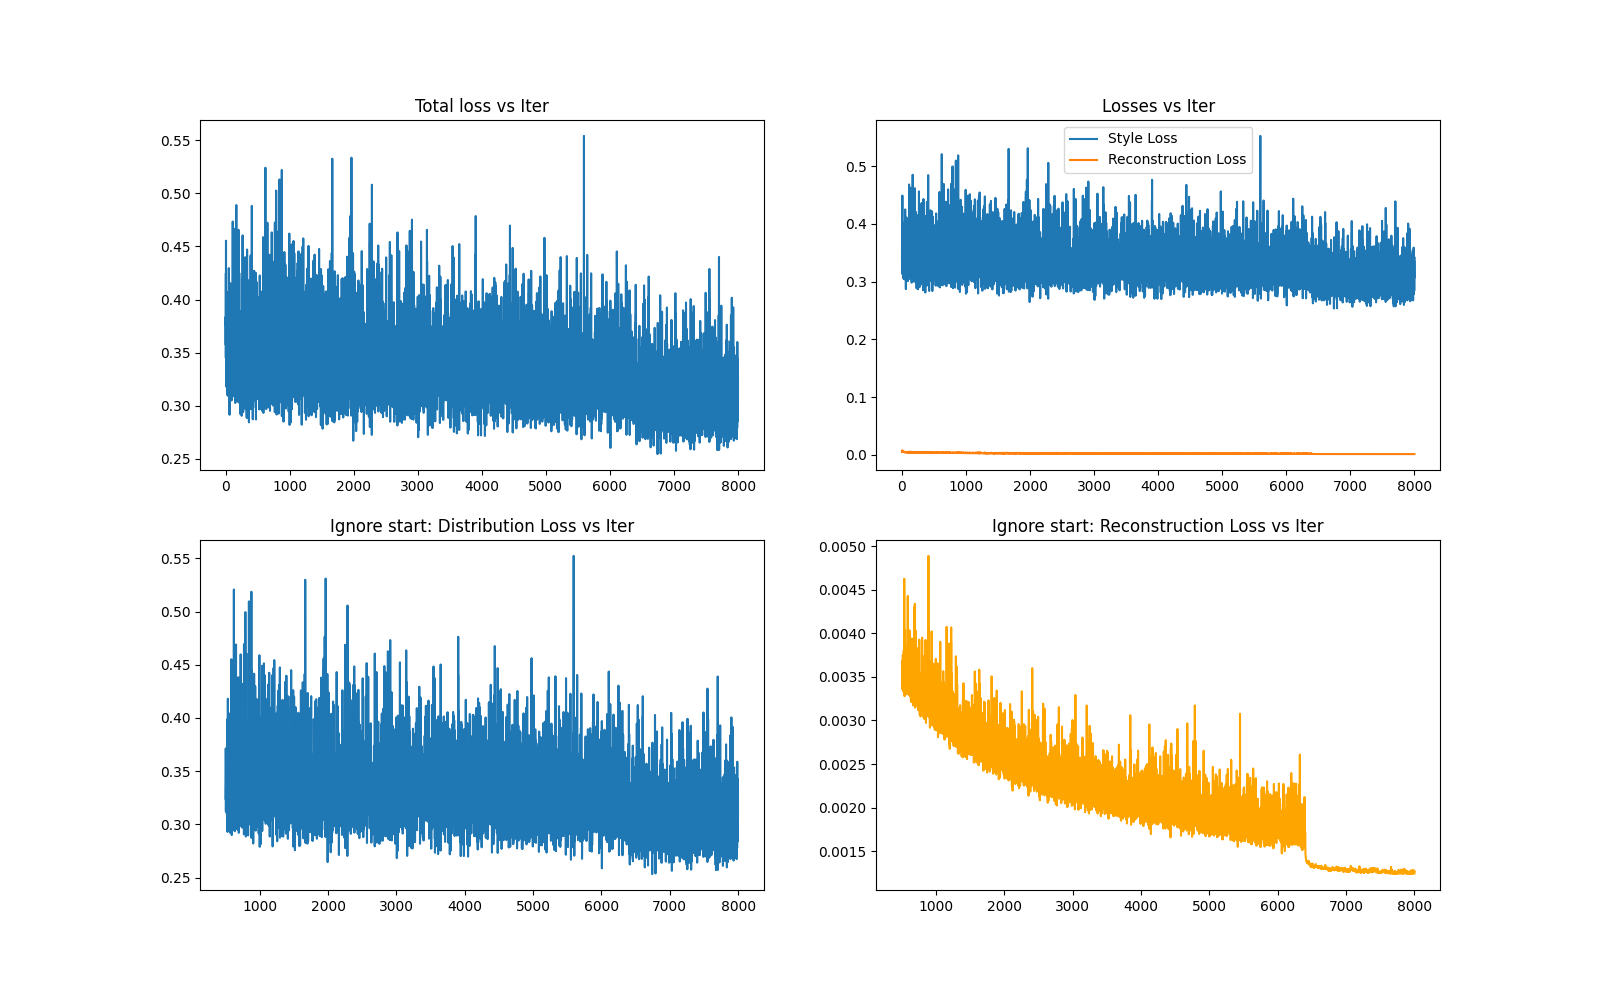 Total loss vs Iter
0.55
0.50
0.45
0.40
0.35
0.30
0.25
0 1000 2000 3000 4000 5000 6000 7000 8000
Losses vs Iter
Style Loss
Reconstruction Loss
0.5
0.4
0.3
0.2
0.1
0.0
0 1000 2000 3000 4000 5000 6000 7000 8000
Ignore start: Distribution Loss vs Iter
0.55
0.50
0.45
0.40
0.35
0.30
0.25
1000 2000 3000 4000 5000 6000 7000 8000
Ignore start: Reconstruction Loss vs Iter
0.0050
0.0045
0.0040
0.0035
0.0030
0.0025
0.0020
0.0015
1000 2000 3000 4000 5000 6000 7000 8000